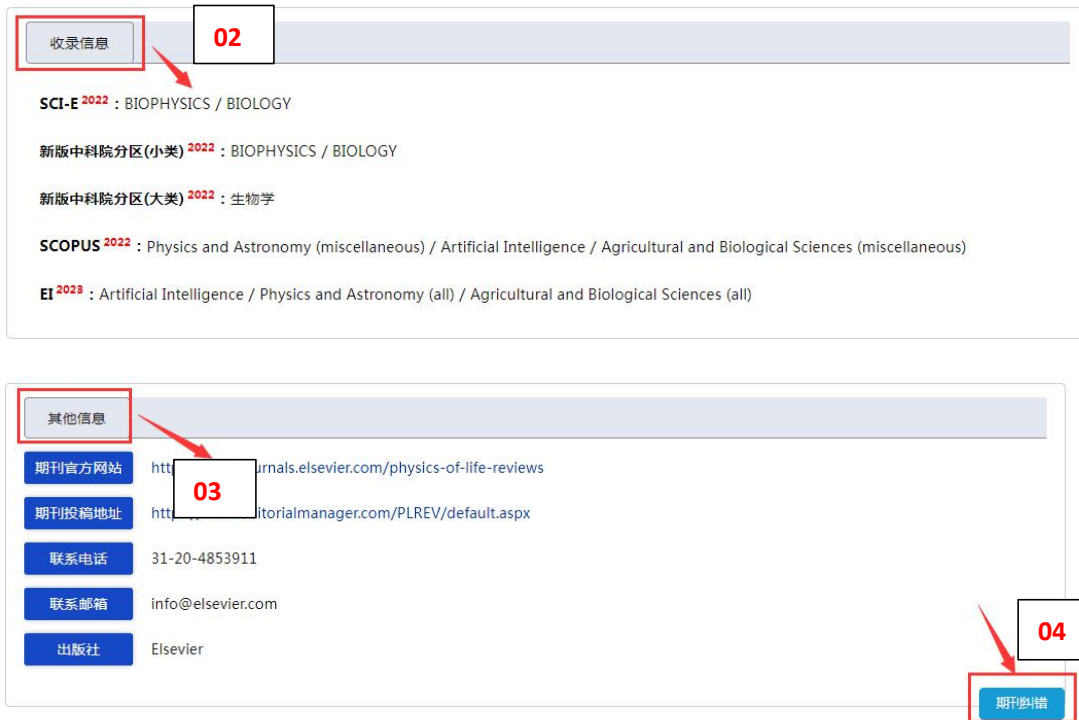 收录信息
02
SCI-E 2022 : BIOPHYSICS / BIOLOGY
新版中科院分区(小类) 2022 : BIOPHYSICS / BIOLOGY
新版中科院分区(大类) 2022 : 生物学
SCOPUS 2022 : Physics and Astronomy (miscellaneous) / Artificial Intelligence / Agricultural and Biological Sciences (miscellaneous)
EI 2023 : Artificial Intelligence / Physics and Astronomy (all) / Agricultural and Biological Sciences (all)
其他信息
期刊官方网站 urnals.elsevier.com/physics-of-life-reviews
03
期刊投稿地址 itorialmanager.com/PLREV/default.aspx
联系电话 31-20-4853911
联系邮箱 info@elsevier.com
出版社 Elsevier
04
期刊纠错